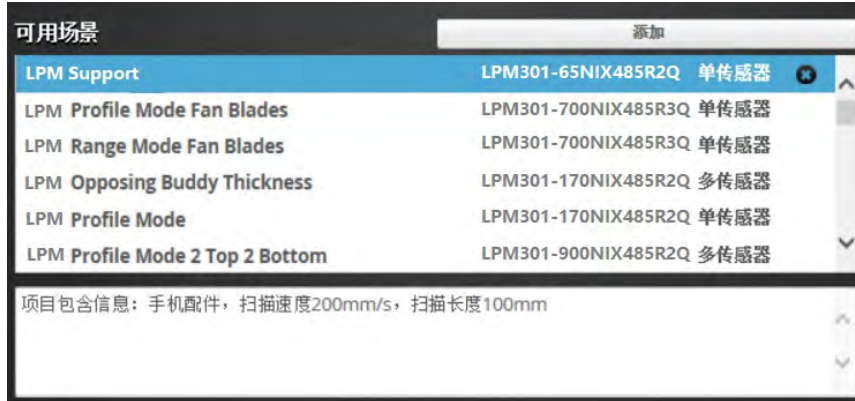 可用场景 添加
LPM Support LPM301-65NIX485R2Q 单传感器
LPM Profile Mode Fan Blades LPM301-700NIX485R3Q 单传感器
LPM Range Mode Fan Blades LPM301-700NIX485R3Q 单传感器
LPM Opposing Buddy Thickness LPM301-170NIX485R2Q 多传感器
LPM Profile Mode LPM301-170NIX485R2Q 单传感器
LPM Profile Mode 2 Top 2 Bottom LPM301-900NIX485R2Q 多传感器
项目包含信息：手机配件，扫描速度200mm/s，扫描长度100mm